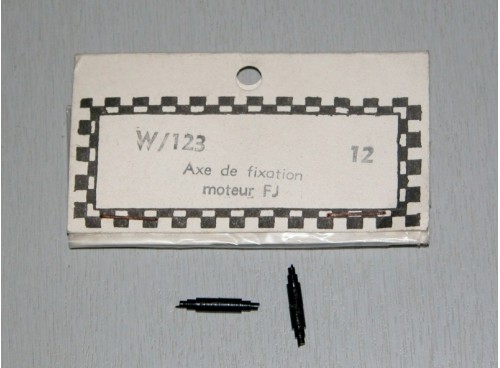 W/123
12
Axe de fixation
moteur FJ